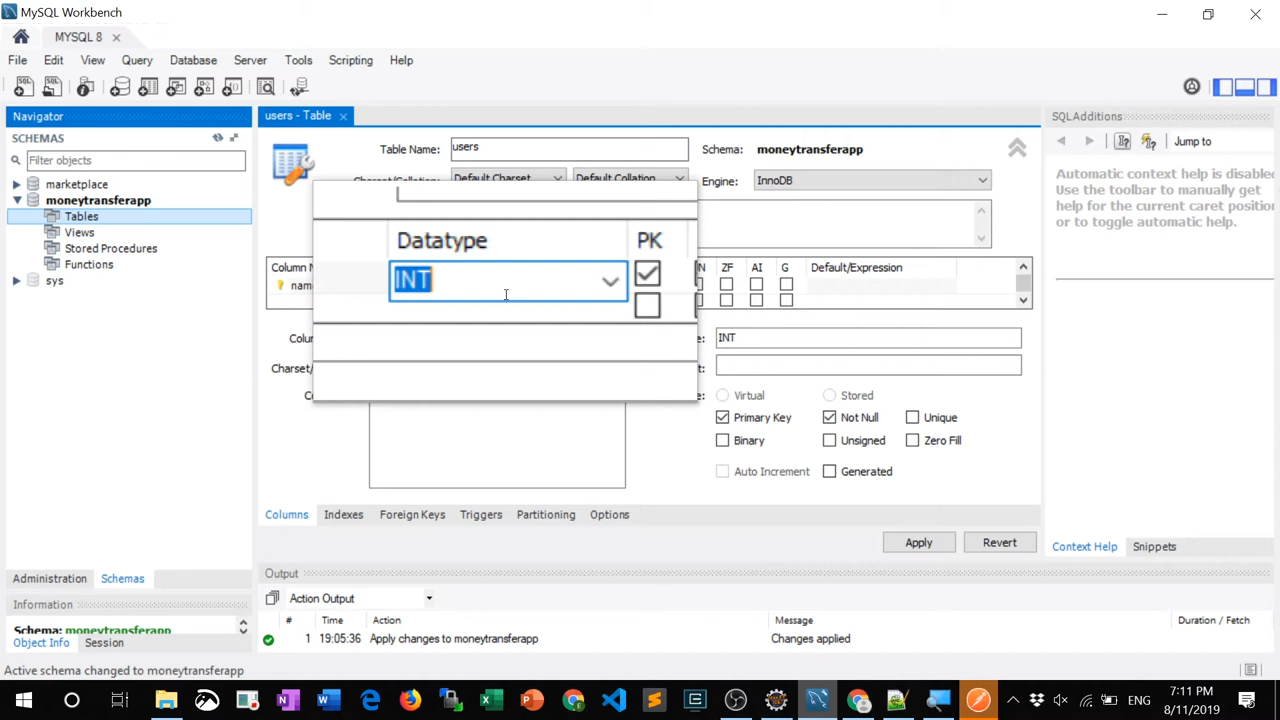 MySQL Workbench
MYSQL 8
File Edit View Query Database Server Tools Scripting Help
Navigator
SCHEMAS
Filter objects
marketplace
moneytransferapp
Tables
Views
Stored Procedures
Functions
sys
Administration Schemas
Information
Schema: moneytransferapp
Object Info Session
Active schema changed to moneytransferapp
users - Table
Table Name: users Schema: moneytransferapp
Default Charset Default Collation Engine: InnoDB
Datatype PK
INT
Column ZF AI G Default/Expression
INT
Virtual Stored
Primary Key Not Null Unique
Binary Unsigned Zero Fill
Auto Increment Generated
Columns Indexes Foreign Keys Triggers Partitioning Options
Apply Revert
SQLAdditions
Jump to
Automatic context help is disabled
Use the toolbar to manually get
help for the current caret position
or to toggle automatic help.
Context Help Snippets
Output
Action Output
# Time Action Message Duration / Fetch
1 19:05:36 Apply changes to moneytransferapp Changes applied
ENG
7:11 PM
8/11/2019